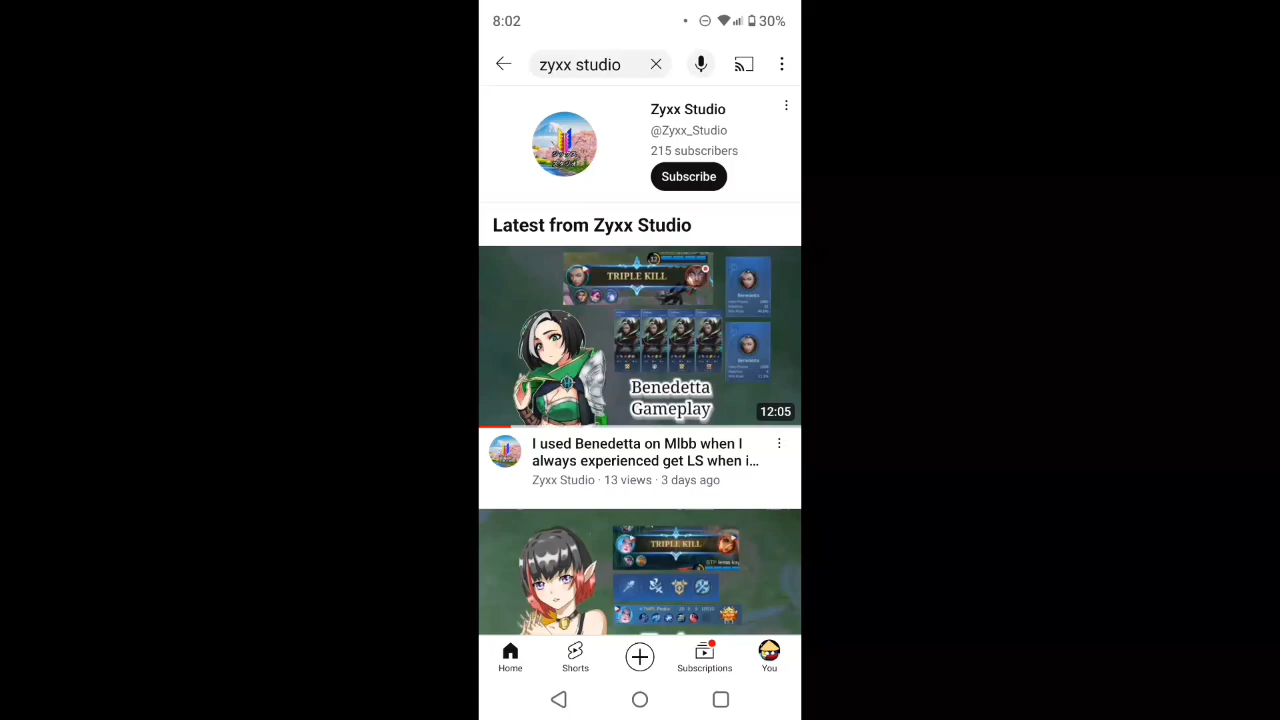 8:02
30%
zyxx studio
Zyxx Studio
@Zyxx_Studio
215 subscribers
Subscribe
Latest from Zyxx Studio
TRIPLE KILL
Benedetta
Benedetta
Benedetta
Gameplay
12:05
I used Benedetta on Mlbb when I
always experienced get LS when i...
Zyxx Studio · 13 views · 3 days ago
TRIPLE KILL
Home
Shorts
Subscriptions
You